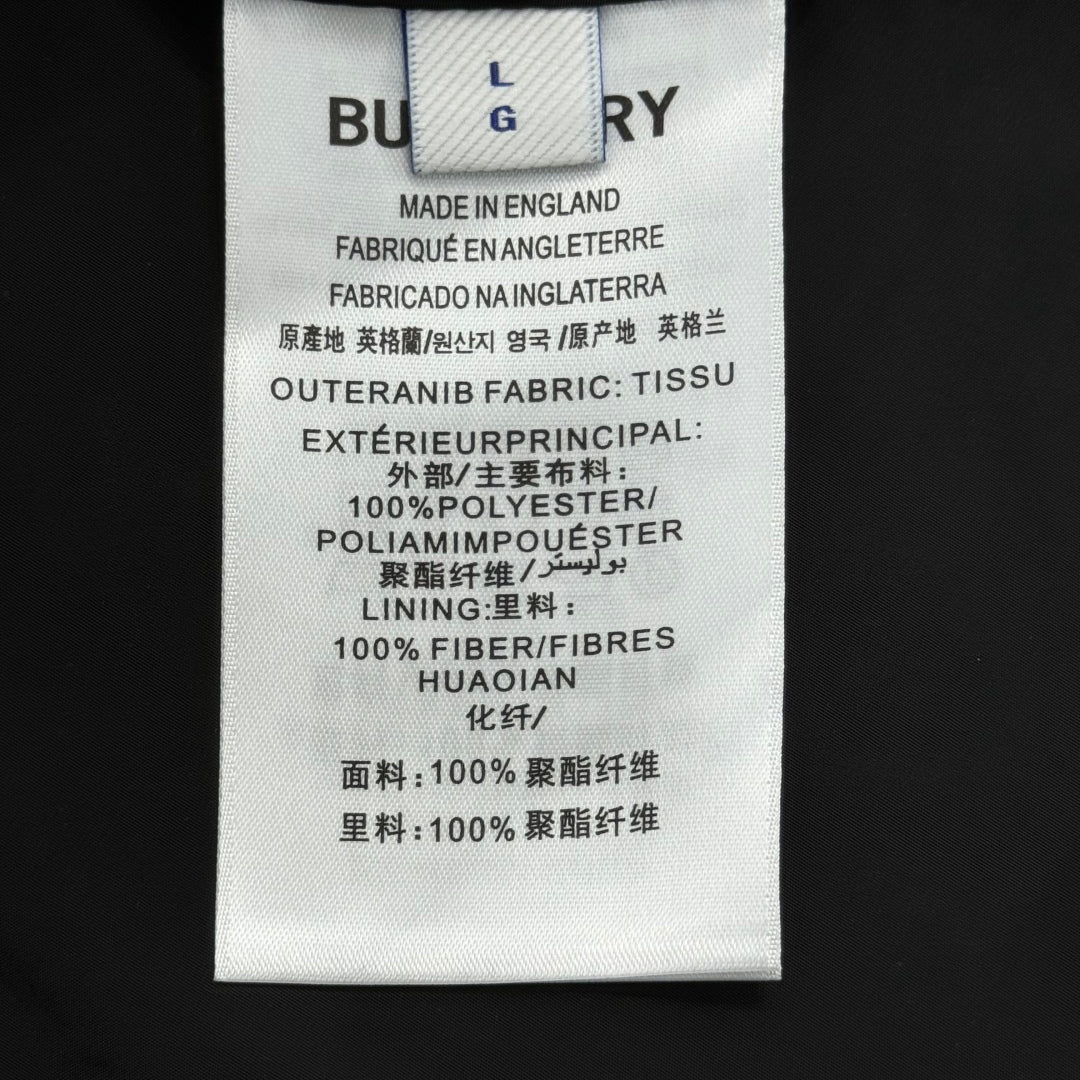 L
G
BU RY
MADE IN ENGLAND
FABRIQUÉ EN ANGLETERRE
FABRICADO NA INGLATERRA
原產地 英格蘭/원산지 영국/原产地 英格兰
OUTERANIB FABRIC: TISSU
EXTÉRIEURPRINCIPAL:
外部/主要布料:
100%POLYESTER/
POLIAMIMPOUÉSTER
聚酯纤维/بوليستر
LINING:里料:
100% FIBER/FIBRES
HUAOIAN
化纤/
面料:100% 聚酯纤维
里料:100% 聚酯纤维